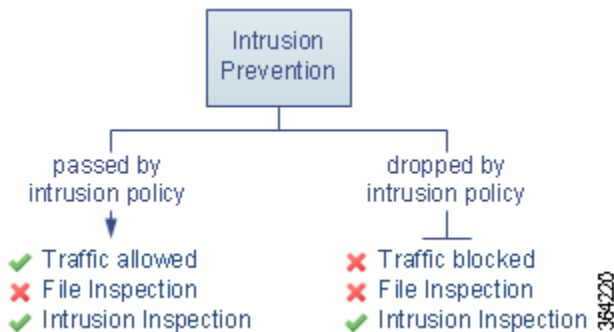 Intrusion
Prevention
passed by
intrusion policy
dropped by
intrusion policy
Traffic allowed
File Inspection
Intrusion Inspection
Traffic blocked
File Inspection
Intrusion Inspection